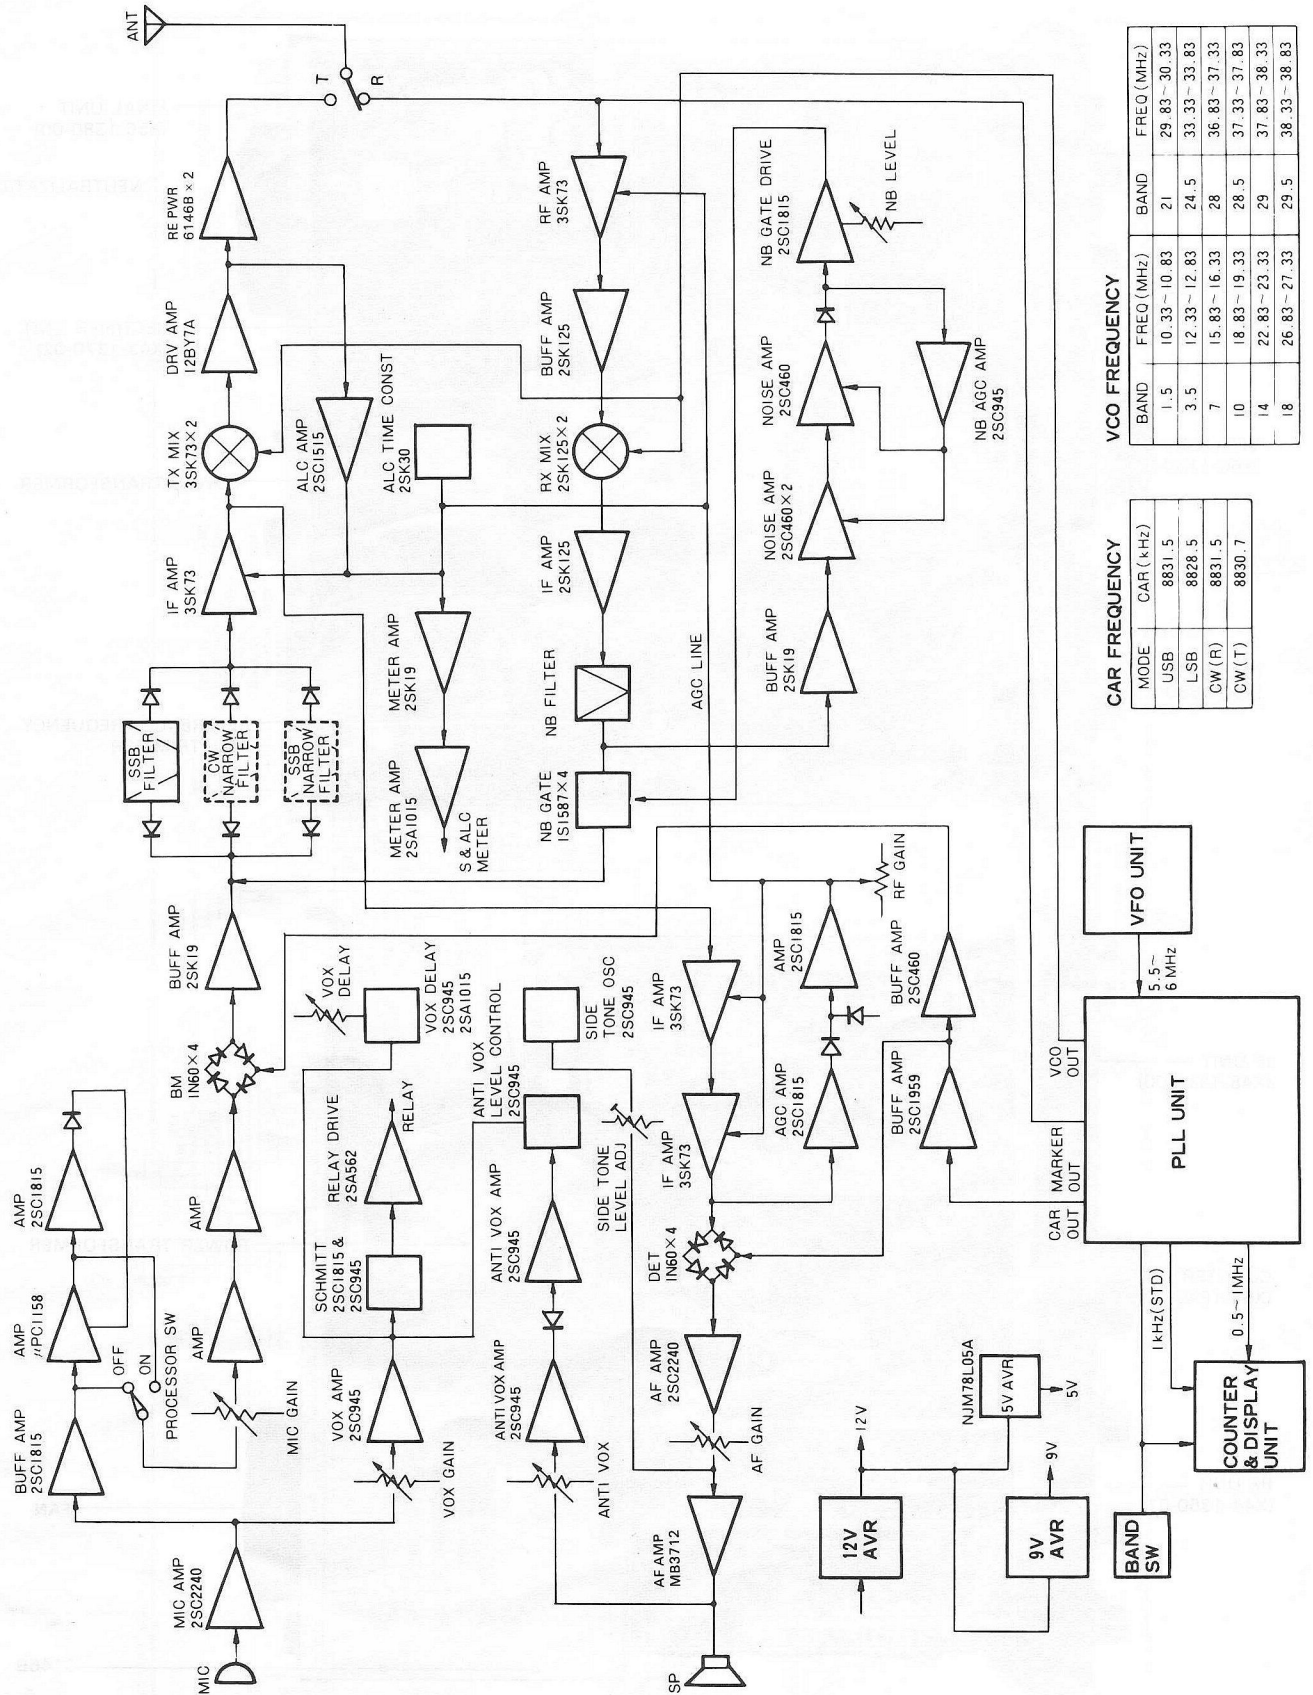 ANT
T
R
RE PWR
6146B × 2
DRV AMP
12BY7A
TX MIX
3SK73×2
IF AMP
3SK73
SSB
FILTER
CW
NARROW
FILTER
SSB
NARROW
FILTER
BUFF AMP
2SK19
BM
IN60×4
AMP
AMP
MIC GAIN
PROCESSOR SW
OFF
ON
AMP
2SC1815
AMP
μPC1158
BUFF AMP
2SC1815
MIC AMP
2SC2240
MIC
ALC AMP
2SC1515
ALC TIME CONST
2SK30
METER AMP
2SK19
METER AMP
2SA1015
S & ALC
METER
VOX
DELAY
VOX DELAY
2SC945
2SA1015
RELAY
RELAY DRIVE
2SA562
SCHMITT
2SC1815 &
2SC945
VOX AMP
2SC945
VOX GAIN
ANTI VOX
LEVEL CONTROL
2SC945
ANTI VOX AMP
2SC945
ANTI VOX AMP
2SC945
ANTI VOX
SIDE
TONE OSC
2SC945
SIDE TONE
LEVEL ADJ
RF AMP
3SK73
BUFF AMP
2SK125
RX MIX
2SK125×2
IF AMP
2SK125
NB FILTER
NB GATE
IS1587×4
AGC LINE
IF AMP
3SK73
IF AMP
3SK73
DET
IN60×4
AF AMP
2SC2240
AF GAIN
AF AMP
MB3712
SP
NB GATE DRIVE
2SC1815
NB LEVEL
NOISE AMP
2SC460
NB AGC AMP
2SC945
NOISE AMP
2SC460×2
BUFF AMP
2SK19
RF GAIN
AMP
2SC1815
AGC AMP
2SC1815
BUFF AMP
2SC460
BUFF AMP
2SC1959
VFO UNIT
5.5~
6MHz
VCO
OUT
MARKER
OUT
CAR
OUT
PLL UNIT
1kHz (STD)
0.5~1MHz
COUNTER
& DISPLAY
UNIT
BAND
SW
NJM78L05A
5V AVR
5V
12V
12V
AVR
9V
9V
AVR
VCO FREQUENCY
BAND FREQ (MHz) BAND FREQ (MHz)
1.5 10.33~10.83 21 29.83~30.33
3.5 12.33~12.83 24.5 33.33~33.83
7 15.83~16.33 28 36.83~37.33
10 18.83~19.33 28.5 37.33~37.83
14 22.83~23.33 29 37.83~38.33
18 26.83~27.33 29.5 38.33~38.83
CAR FREQUENCY
MODE CAR (kHz)
USB 8831.5
LSB 8828.5
CW (R) 8831.5
CW (T) 8830.7